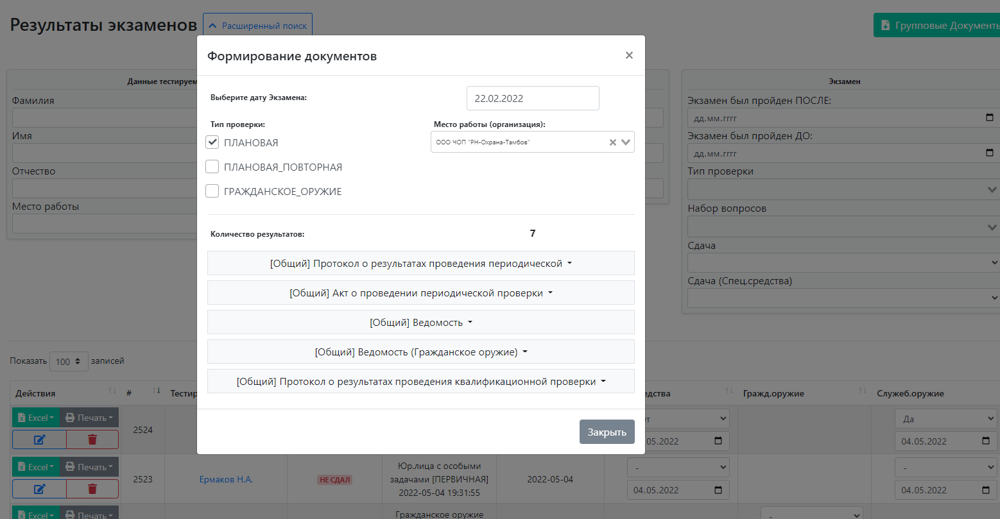 Результаты экзаменов
Расширенный поиск
Групповые Документы
Формирование документов
×
Выберите дату Экзамена:
22.02.2022
Тип проверки:
ПЛАНОВАЯ
ПЛАНОВАЯ_ПОВТОРНАЯ
ГРАЖДАНСКОЕ_ОРУЖИЕ
Место работы (организация):
ООО ЧОП "РН-Охрана-Тамбов"
Количество результатов:
7
[Общий] Протокол о результатах проведения периодической
[Общий] Акт о проведении периодической проверки
[Общий] Ведомость
[Общий] Ведомость (Гражданское оружие)
[Общий] Протокол о результатах проведения квалификационной проверки
Закрыть
Данные тестируем
Фамилия
Имя
Отчество
Место работы
Экзамен
Экзамен был пройден ПОСЛЕ:
дд.мм.гггг
Экзамен был пройден ДО:
дд.мм.гггг
Тип проверки
Набор вопросов
Сдача
Сдача (Спец.средства)
Показать 100 записей
Действия # Тестир едства Гражд.оружие Служеб.оружие
Excel Печать
2524
ет
05.2022
Да
04.05.2022
Excel Печать
2523
Ермаков Н.А.
НЕ СДАЛ
Юр.лица с особыми
задачами [ПЕРВИЧНАЯ]
2022-05-04 19:31:55
2022-05-04
-
04.05.2022
-
04.05.2022
Excel Печать
Гражданское оружие
-